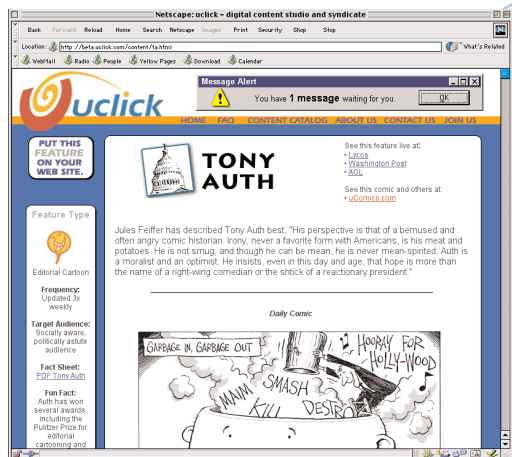 Netscape: uclick - digital content studio and syndicate
Back Forward Reload Home Search Netscape Images Print Security Shop Stop
Location: http://beta.uclick.com/content/ta.html What's Related
WebMail Radio People Yellow Pages Download Calendar
uclick
Message Alert
You have 1 message waiting for you.
OK
HOME FAQ CONTENT CATALOG ABOUT US CONTACT US JOIN US
PUT THIS
FEATURE
ON YOUR
WEB SITE.
TONY
AUTH
See this feature live at:
• Lycos
• Washington Post
• AOL
See this comic and others at:
• uComics.com
Feature Type
Editorial Cartoon
Frequency:
Updated 3x
weekly
Target Audience:
Socially aware,
politically astute
audience
Fact Sheet:
PDF Tony Auth
Fun Fact:
Auth has won
several awards,
including the
Pulitzer Prize for
editorial
cartooning and
Jules Feiffer has described Tony Auth best, "His perspective is that of a bemused and
often angry comic historian. Irony, never a favorite form with Americans, is his meat and
potatoes. He is not smug, and though he can be mean, he is never mean-spirited. Auth is
a moralist and an optimist. He insists, even in this day and age, that hope is more than
the name of a right-wing comedian or the shtick of a reactionary president."
Daily Comic
GARBAGE IN, GARBAGE OUT
HOORAY FOR
HOLLY-WOOD
MAIM
SMASH
KILL
DESTROY